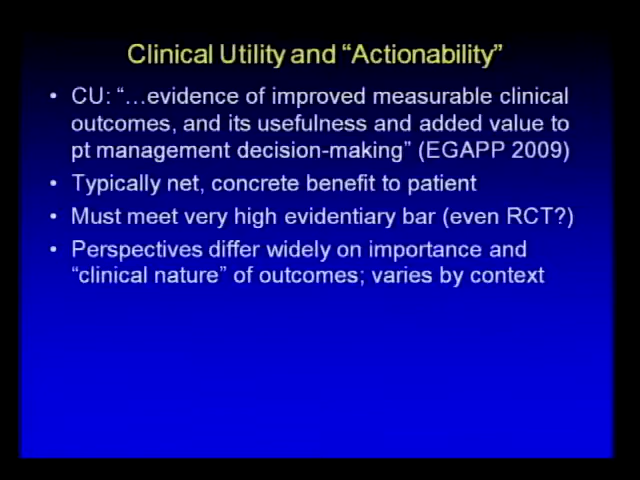 Clinical Utility and “Actionability”
• CU: “…evidence of improved measurable clinical
outcomes, and its usefulness and added value to
pt management decision-making” (EGAPP 2009)
• Typically net, concrete benefit to patient
• Must meet very high evidentiary bar (even RCT?)
• Perspectives differ widely on importance and
“clinical nature” of outcomes; varies by context